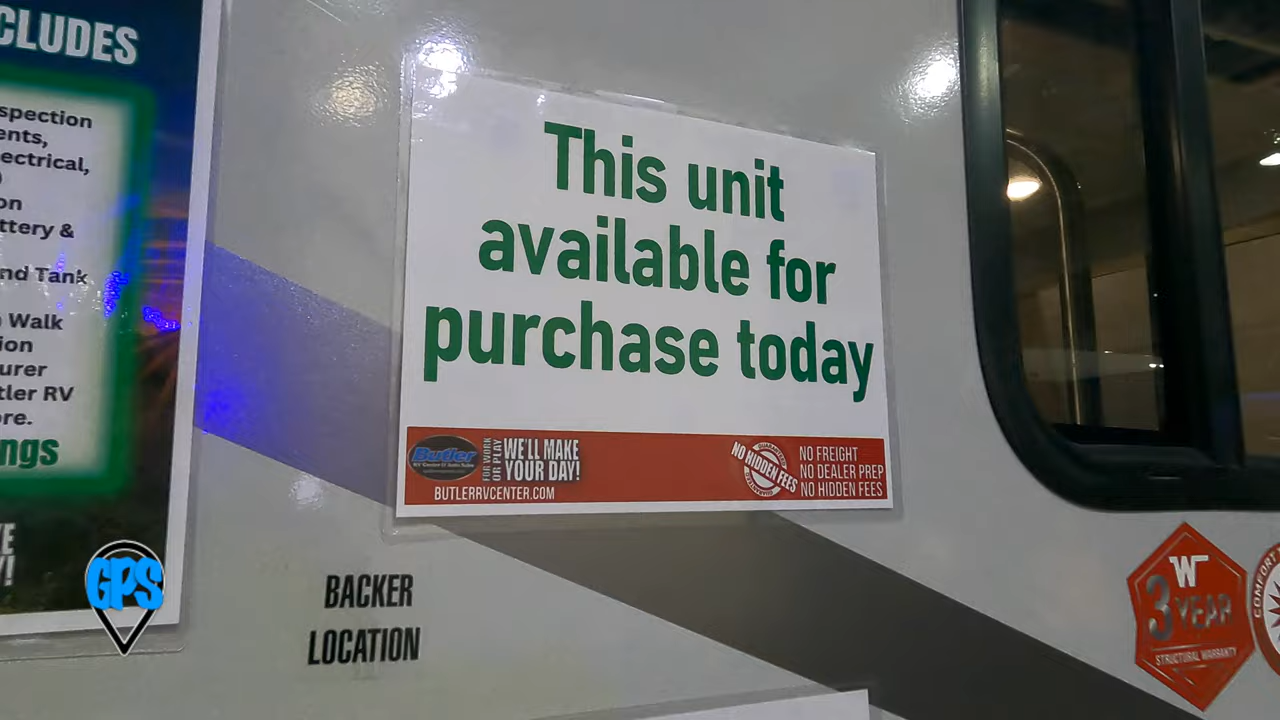 CLUDES
spection
ents,
ectrical,
on
ttery &
nd Tank
Walk
ion
urer
tler RV
ore.
ngs
This unit
available for
purchase today
Butler
FOR WORK
OR PLAY
WE'LL MAKE
YOUR DAY!
BUTLERRVCENTER.COM
NO HIDDEN FEES
NO FREIGHT
NO DEALER PREP
NO HIDDEN FEES
GPS
BACKER
LOCATION
W
3 YEAR
STRUCTURAL WARRANTY
COMFORT